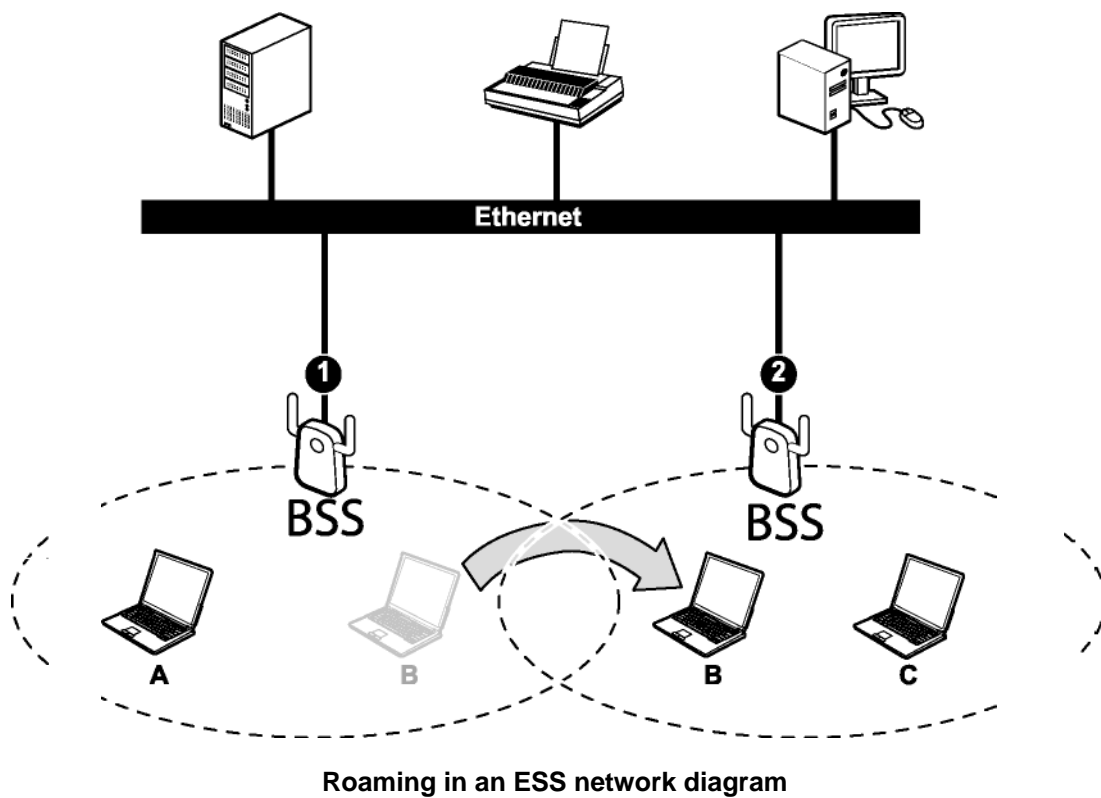 Ethernet
1
2
BSS
BSS
A
B
B
C
Roaming in an ESS network diagram